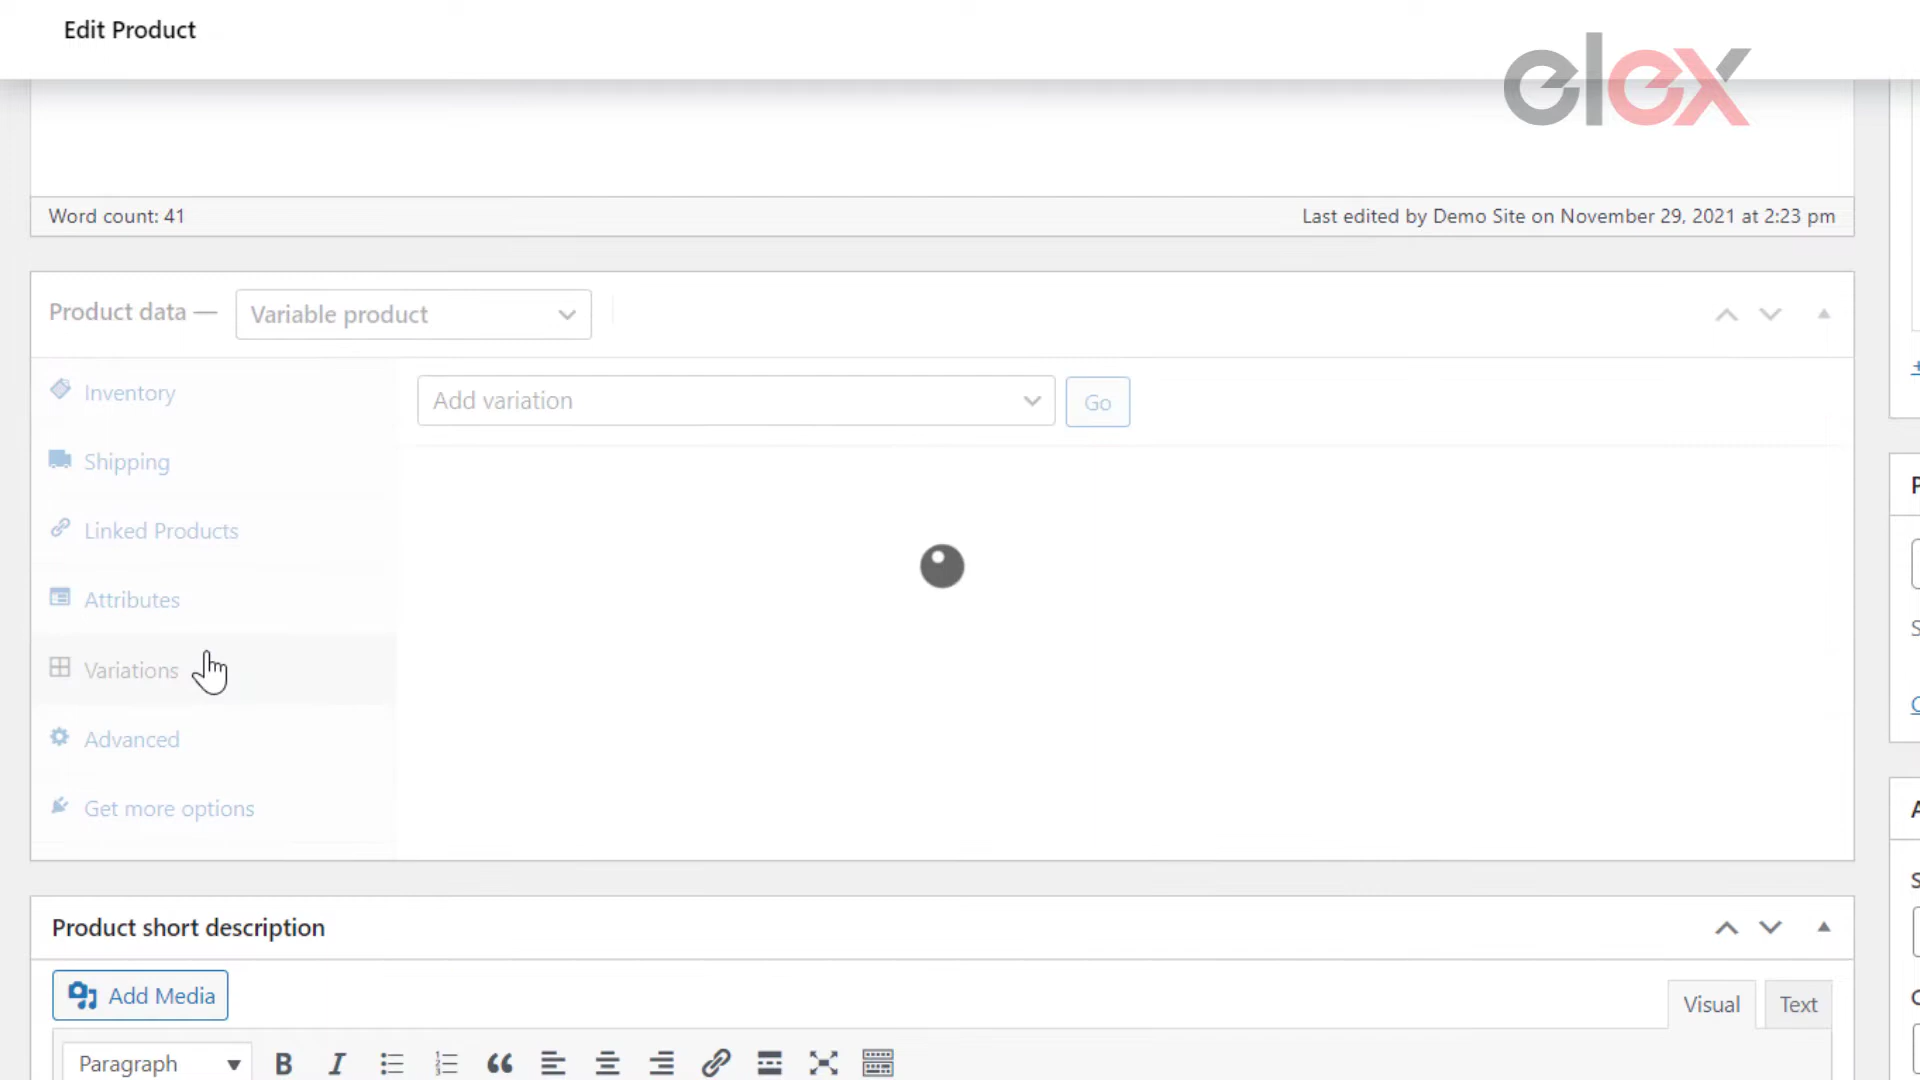 Edit Product
elex
Word count: 41
Last edited by Demo Site on November 29, 2021 at 2:23 pm
Product data —
Variable product
Inventory
Add variation
Go
Shipping
Linked Products
Attributes
Variations
Advanced
Get more options
Product short description
Add Media
Visual
Text
Paragraph